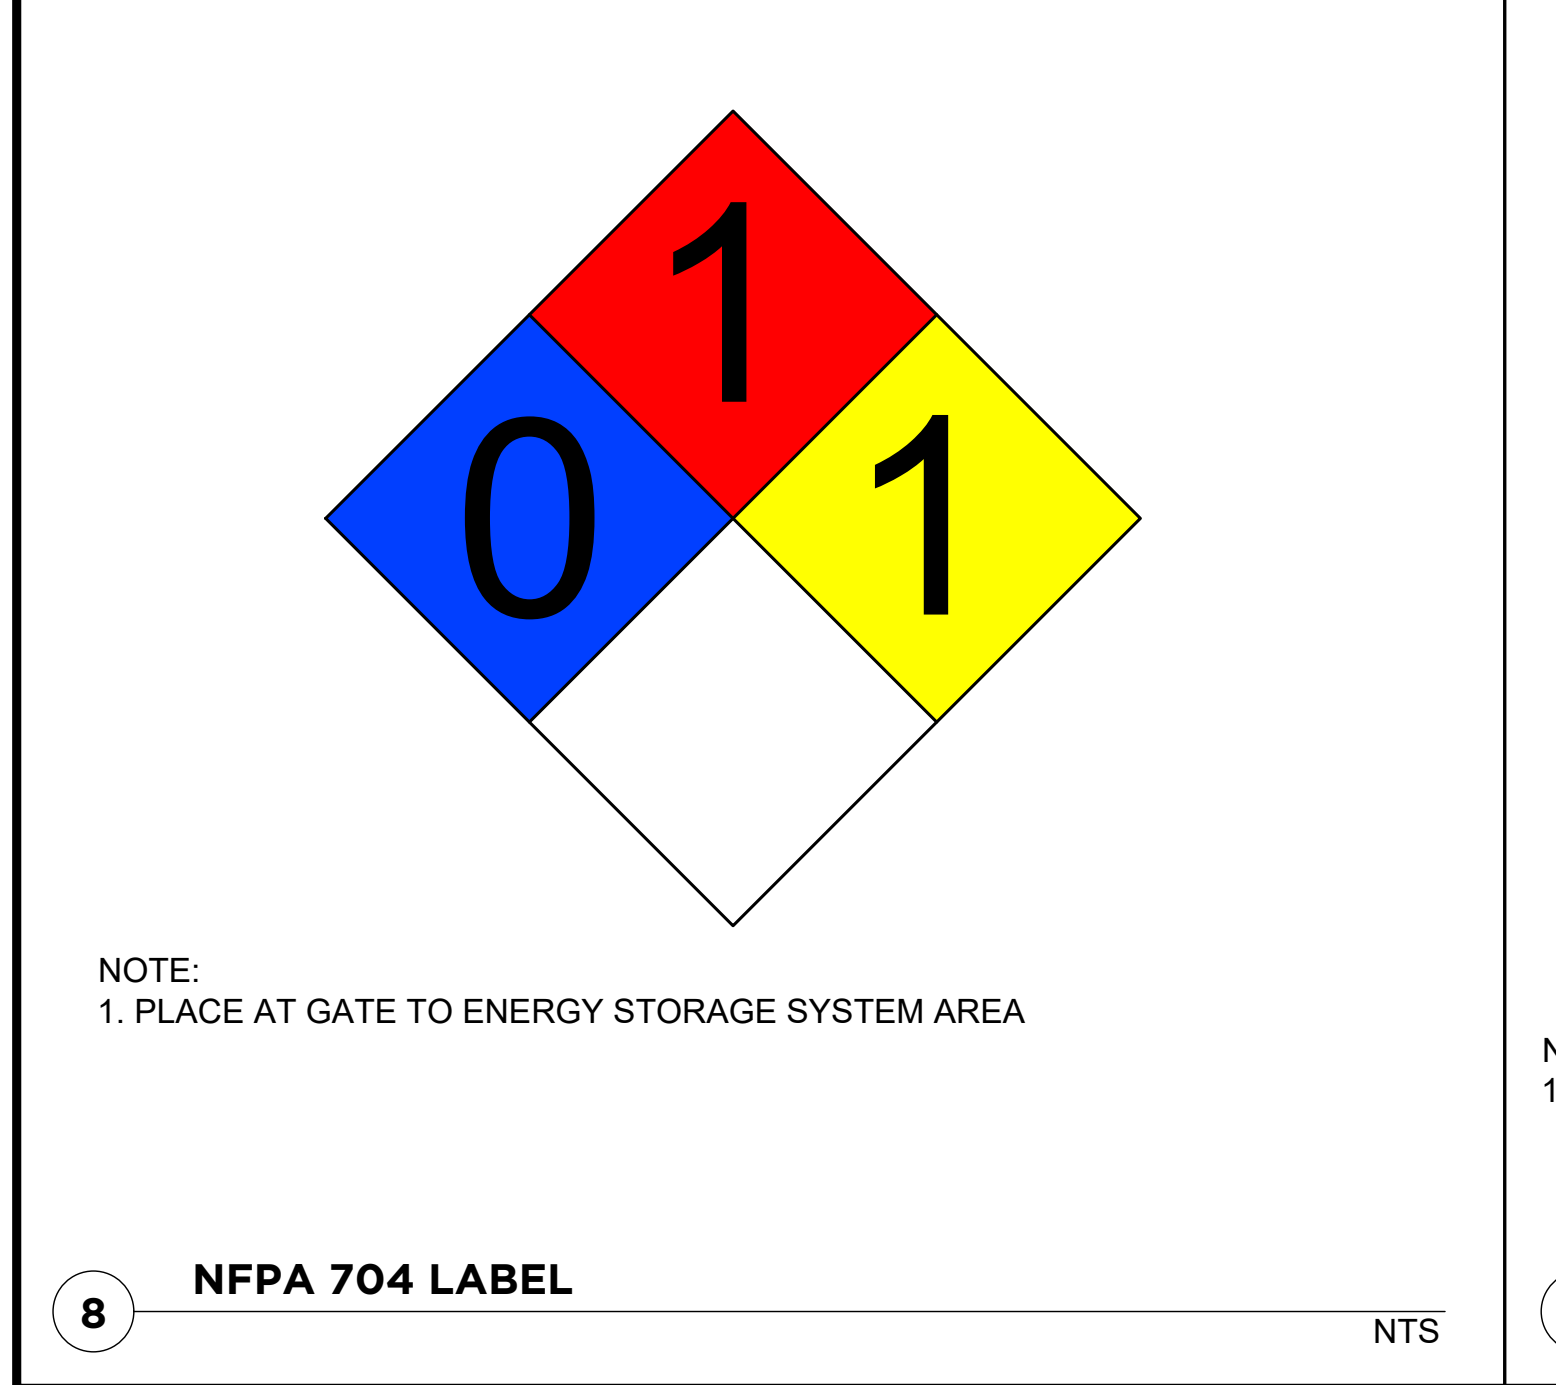 1
0
1
NOTE:
1. PLACE AT GATE TO ENERGY STORAGE SYSTEM AREA
8
NFPA 704 LABEL
NTS